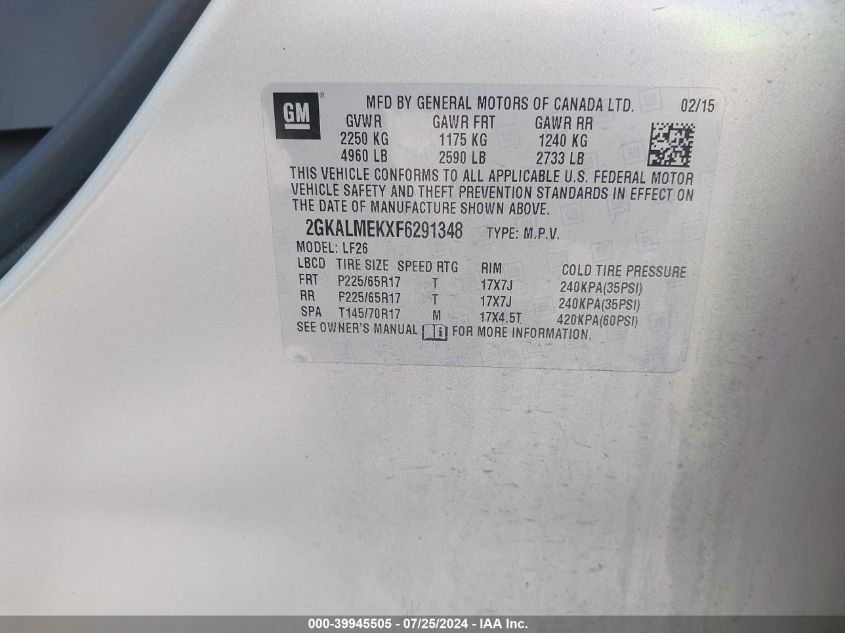 GM ®
MFD BY GENERAL MOTORS OF CANADA LTD. 02/15
GVWR GAWR FRT GAWR RR
2250 KG 1175 KG 1240 KG
4960 LB 2590 LB 2733 LB
THIS VEHICLE CONFORMS TO ALL APPLICABLE U.S. FEDERAL MOTOR
VEHICLE SAFETY AND THEFT PREVENTION STANDARDS IN EFFECT ON
THE DATE OF MANUFACTURE SHOWN ABOVE.
2GKALMEKXF6291348 TYPE: M.P.V.
MODEL: LF26
LBCD TIRE SIZE SPEED RTG RIM COLD TIRE PRESSURE
FRT P225/65R17 T 17X7J 240KPA(35PSI)
RR P225/65R17 T 17X7J 240KPA(35PSI)
SPA T145/70R17 M 17X4.5T 420KPA(60PSI)
SEE OWNER'S MANUAL i FOR MORE INFORMATION.
000-39945505 - 07/25/2024 - IAAI.com